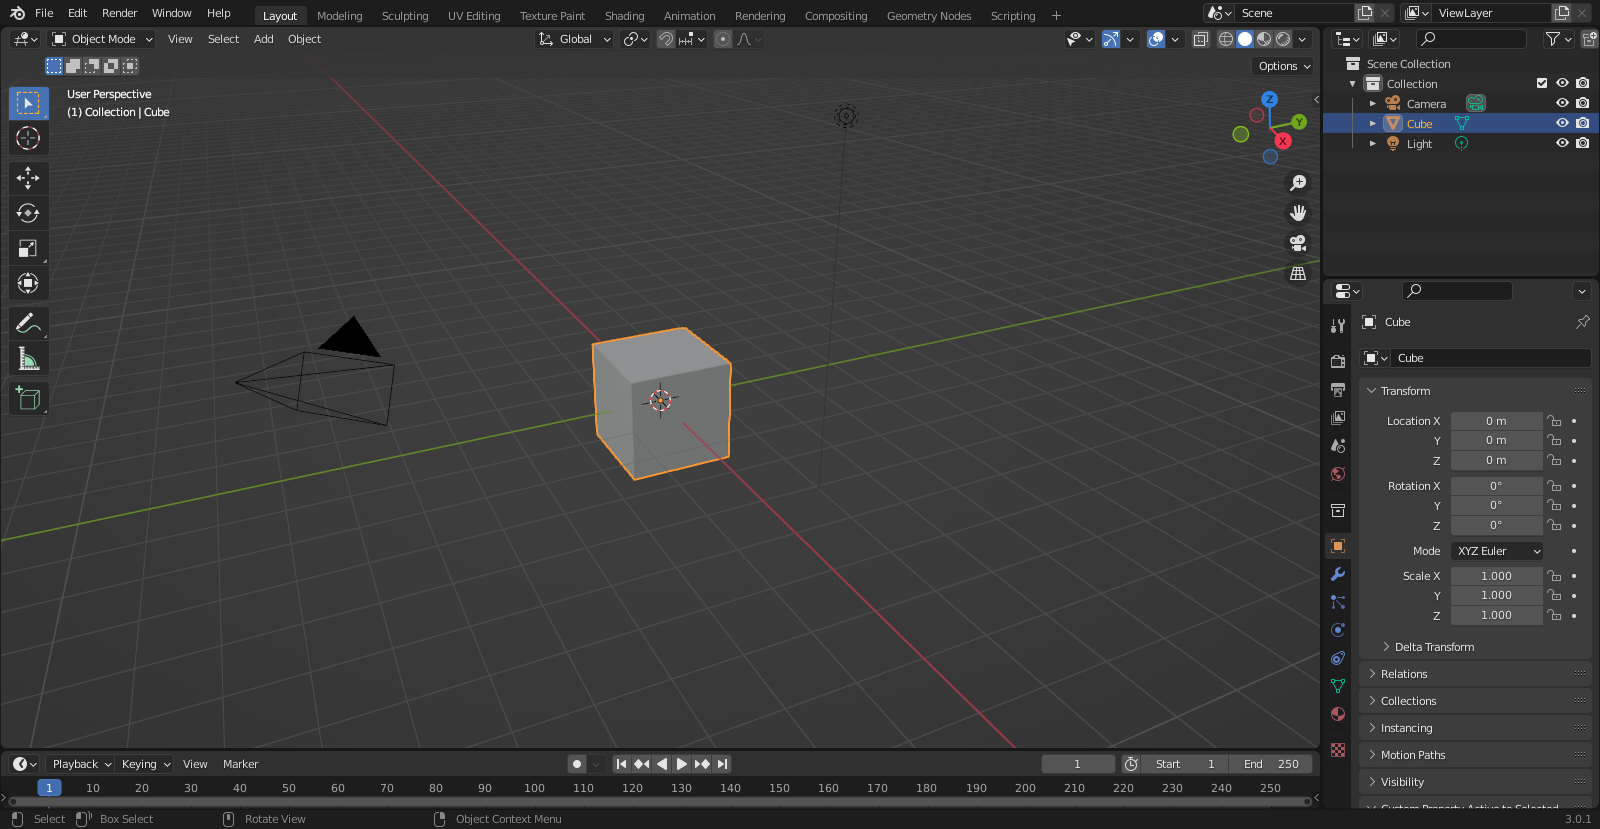 File Edit Render Window Help Layout Modeling Sculpting UV Editing Texture Paint Shading Animation Rendering Compositing Geometry Nodes Scripting + Scene ViewLayer
Object Mode View Select Add Object Global
Options
User Perspective
(1) Collection | Cube
Z
Y
X
Scene Collection
Collection
Camera
Cube
Light
Cube
Cube
Transform
Location X 0 m
Y 0 m
Z 0 m
Rotation X 0°
Y 0°
Z 0°
Mode XYZ Euler
Scale X 1.000
Y 1.000
Z 1.000
Delta Transform
Relations
Collections
Instancing
Motion Paths
Visibility
Custom Property Active to Selected
Playback Keying View Marker 1 Start 1 End 250
1 10 20 30 40 50 60 70 80 90 100 110 120 130 140 150 160 170 180 190 200 210 220 230 240 250
Select Box Select Rotate View Object Context Menu 3.0.1